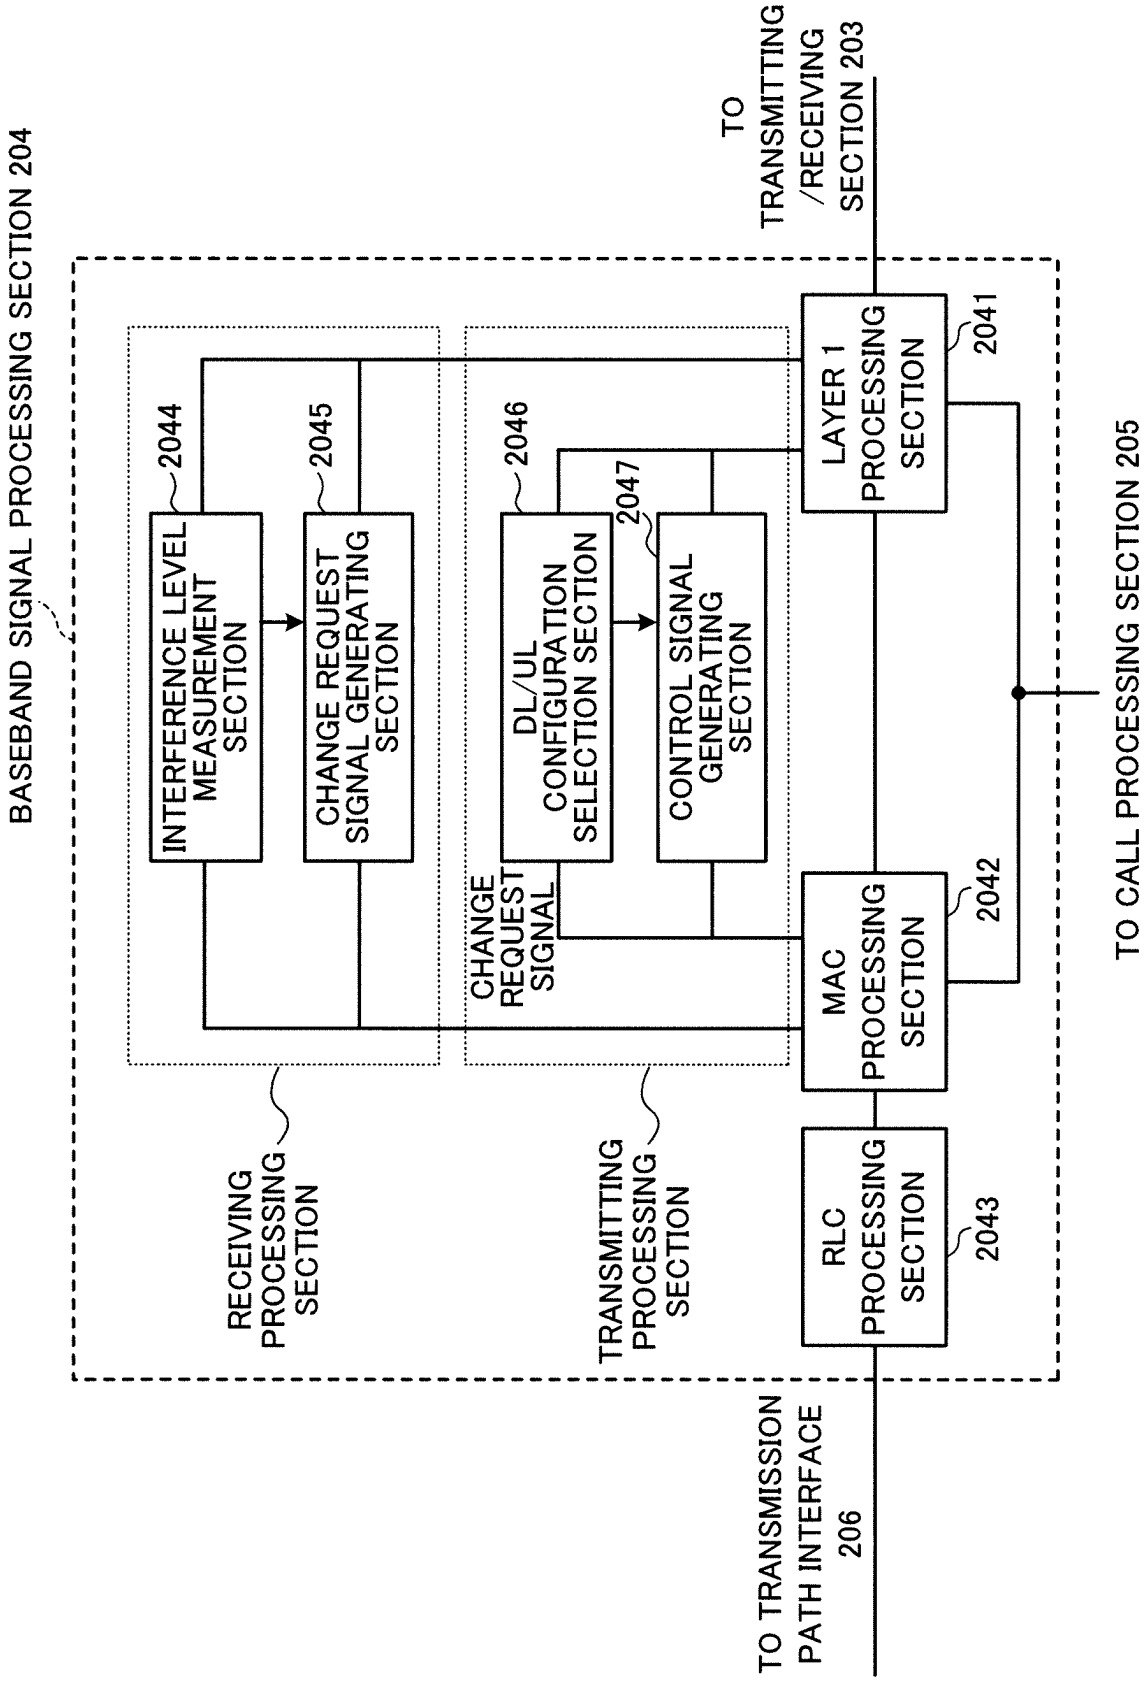 BASEBAND SIGNAL PROCESSING SECTION 204
RECEIVING
PROCESSING
SECTION
INTERFERENCE LEVEL
MEASUREMENT
SECTION
2044
CHANGE REQUEST
SIGNAL GENERATING
SECTION
2045
TRANSMITTING
PROCESSING
SECTION
CHANGE
REQUEST
SIGNAL
DL/UL
CONFIGURATION
SELECTION SECTION
2046
CONTROL SIGNAL
GENERATING
SECTION
2047
TO TRANSMISSION
PATH INTERFACE
206
RLC
PROCESSING
SECTION
2043
MAC
PROCESSING
SECTION
2042
LAYER 1
PROCESSING
SECTION
2041
TO
TRANSMITTING
/RECEIVING
SECTION 203
TO CALL PROCESSING SECTION 205